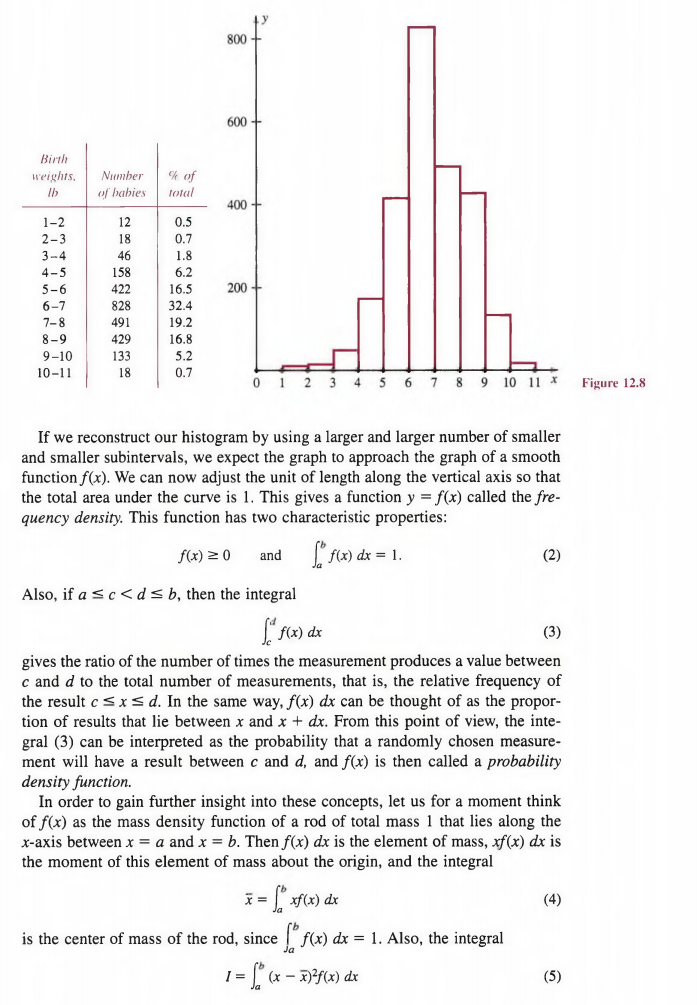 Birth weights, lb | Number of babies | % of total
1–2 | 12 | 0.5
2–3 | 18 | 0.7
3–4 | 46 | 1.8
4–5 | 158 | 6.2
5–6 | 422 | 16.5
6–7 | 828 | 32.4
7–8 | 491 | 19.2
8–9 | 429 | 16.8
9–10 | 133 | 5.2
10–11 | 18 | 0.7
y
800
600
400
200
0 1 2 3 4 5 6 7 8 9 10 11 x
Figure 12.8
If we reconstruct our histogram by using a larger and larger number of smaller
and smaller subintervals, we expect the graph to approach the graph of a smooth
function f(x). We can now adjust the unit of length along the vertical axis so that
the total area under the curve is 1. This gives a function y = f(x) called the fre-
quency density. This function has two characteristic properties:
f(x) ≥ 0 and ∫_a^b f(x) dx = 1. (2)
Also, if a ≤ c < d ≤ b, then the integral
∫_c^d f(x) dx (3)
gives the ratio of the number of times the measurement produces a value between
c and d to the total number of measurements, that is, the relative frequency of
the result c ≤ x ≤ d. In the same way, f(x) dx can be thought of as the propor-
tion of results that lie between x and x + dx. From this point of view, the inte-
gral (3) can be interpreted as the probability that a randomly chosen measure-
ment will have a result between c and d, and f(x) is then called a probability
density function.
In order to gain further insight into these concepts, let us for a moment think
of f(x) as the mass density function of a rod of total mass 1 that lies along the
x-axis between x = a and x = b. Then f(x) dx is the element of mass, xf(x) dx is
the moment of this element of mass about the origin, and the integral
x̄ = ∫_a^b xf(x) dx (4)
is the center of mass of the rod, since ∫_a^b f(x) dx = 1. Also, the integral
I = ∫_a^b (x − x̄)²f(x) dx (5)